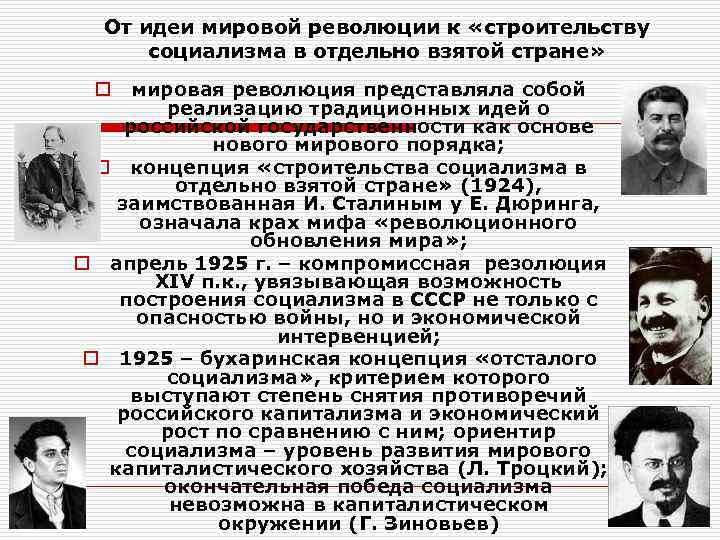 От идеи мировой революции к «строительству
социализма в отдельно взятой стране»
мировая революция представляла собой
реализацию традиционных идей о
российской государственности как основе
нового мирового порядка;
концепция «строительства социализма в
отдельно взятой стране» (1924),
заимствованная И. Сталиным у Е. Дюринга,
означала крах мифа «революционного
обновления мира»;
апрель 1925 г. – компромиссная резолюция
XIV п.к., увязывающая возможность
построения социализма в СССР не только с
опасностью войны, но и экономической
интервенцией;
1925 – бухаринская концепция «отсталого
социализма», критерием которого
выступают степень снятия противоречий
российского капитализма и экономический
рост по сравнению с ним; ориентир
социализма – уровень развития мирового
капиталистического хозяйства (Л. Троцкий);
окончательная победа социализма
невозможна в капиталистическом
окружении (Г. Зиновьев)